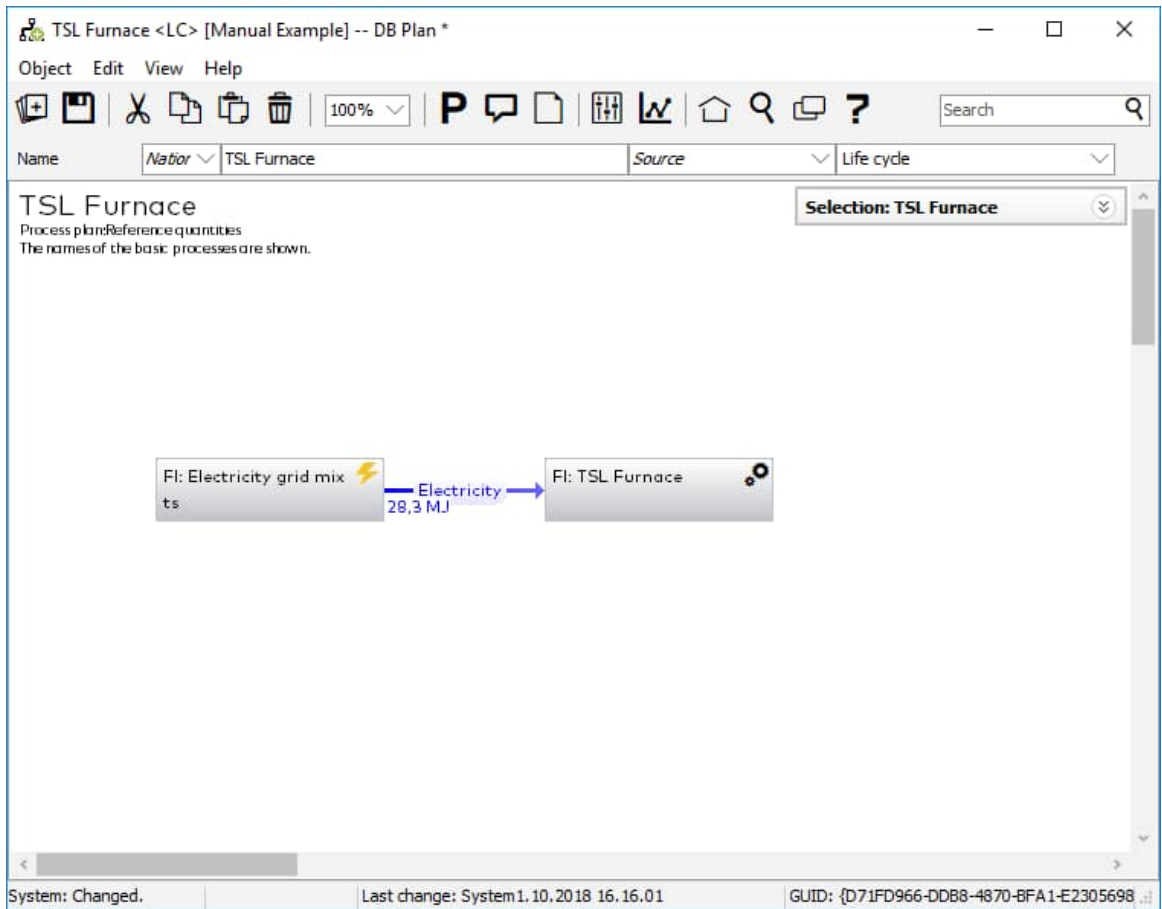 TSL Furnace <LC> [Manual Example] -- DB Plan *
Object Edit View Help
100% P ? Search
Name Nation TSL Furnace Source Life cycle
TSL Furnace
Process plan:Reference quantities
The names of the basic processes are shown.
Selection: TSL Furnace
FI: Electricity grid mix
ts
Electricity
28,3 MJ
FI: TSL Furnace
System: Changed. Last change: System1.10.2018 16.16.01 GUID: {D71FD966-DDB8-4870-BFA1-E2305698